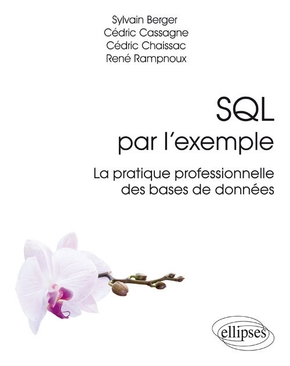 Sylvain Berger
Cédric Cassagne
Cédric Chaissac
René Rampnoux
SQL
par l'exemple
La pratique professionnelle
des bases de données
ellipses